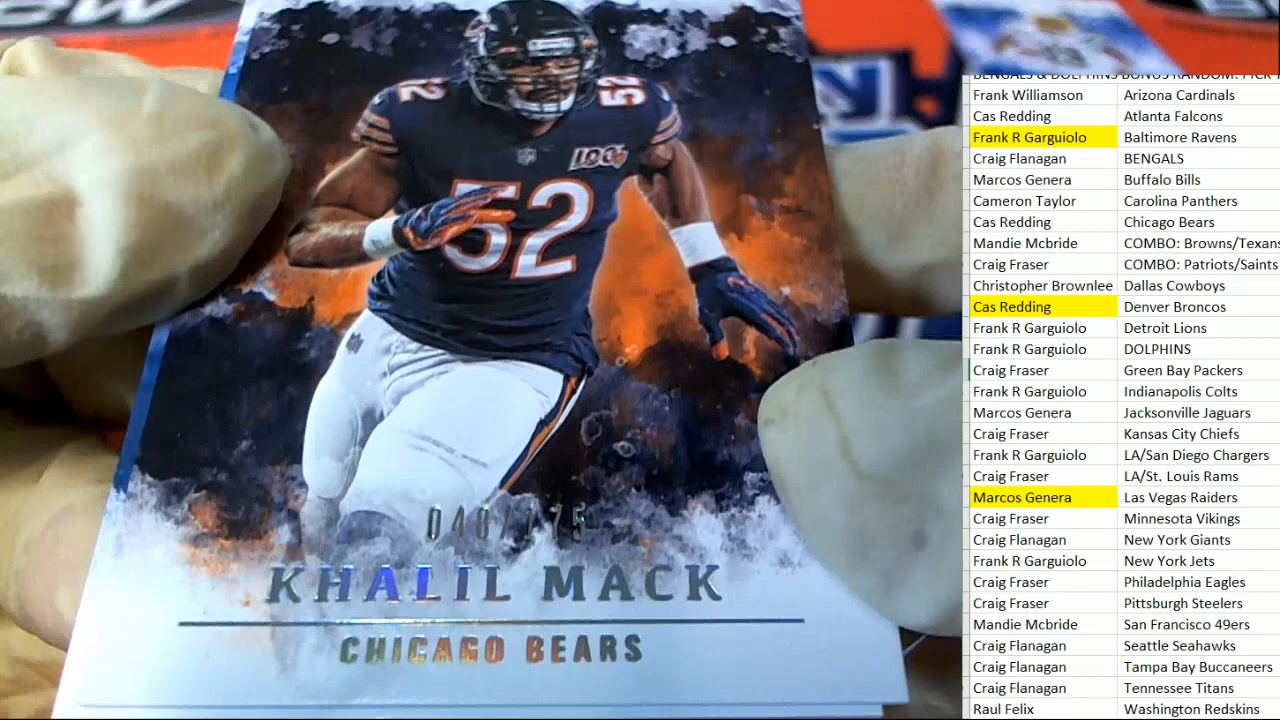 52
52
100
52
040/175
KHALIL MACK
CHICAGO BEARS
BENGALS & DOLPHINS BONUS RANDOM: PICK
Frank Williamson Arizona Cardinals
Cas Redding Atlanta Falcons
Frank R Garguiolo Baltimore Ravens
Craig Flanagan BENGALS
Marcos Genera Buffalo Bills
Cameron Taylor Carolina Panthers
Cas Redding Chicago Bears
Mandie Mcbride COMBO: Browns/Texans
Craig Fraser COMBO: Patriots/Saints
Christopher Brownlee Dallas Cowboys
Cas Redding Denver Broncos
Frank R Garguiolo Detroit Lions
Frank R Garguiolo DOLPHINS
Craig Fraser Green Bay Packers
Frank R Garguiolo Indianapolis Colts
Marcos Genera Jacksonville Jaguars
Craig Fraser Kansas City Chiefs
Frank R Garguiolo LA/San Diego Chargers
Craig Fraser LA/St. Louis Rams
Marcos Genera Las Vegas Raiders
Craig Fraser Minnesota Vikings
Craig Flanagan New York Giants
Frank R Garguiolo New York Jets
Craig Fraser Philadelphia Eagles
Craig Fraser Pittsburgh Steelers
Mandie Mcbride San Francisco 49ers
Craig Flanagan Seattle Seahawks
Craig Flanagan Tampa Bay Buccaneers
Craig Flanagan Tennessee Titans
Raul Felix Washington Redskins